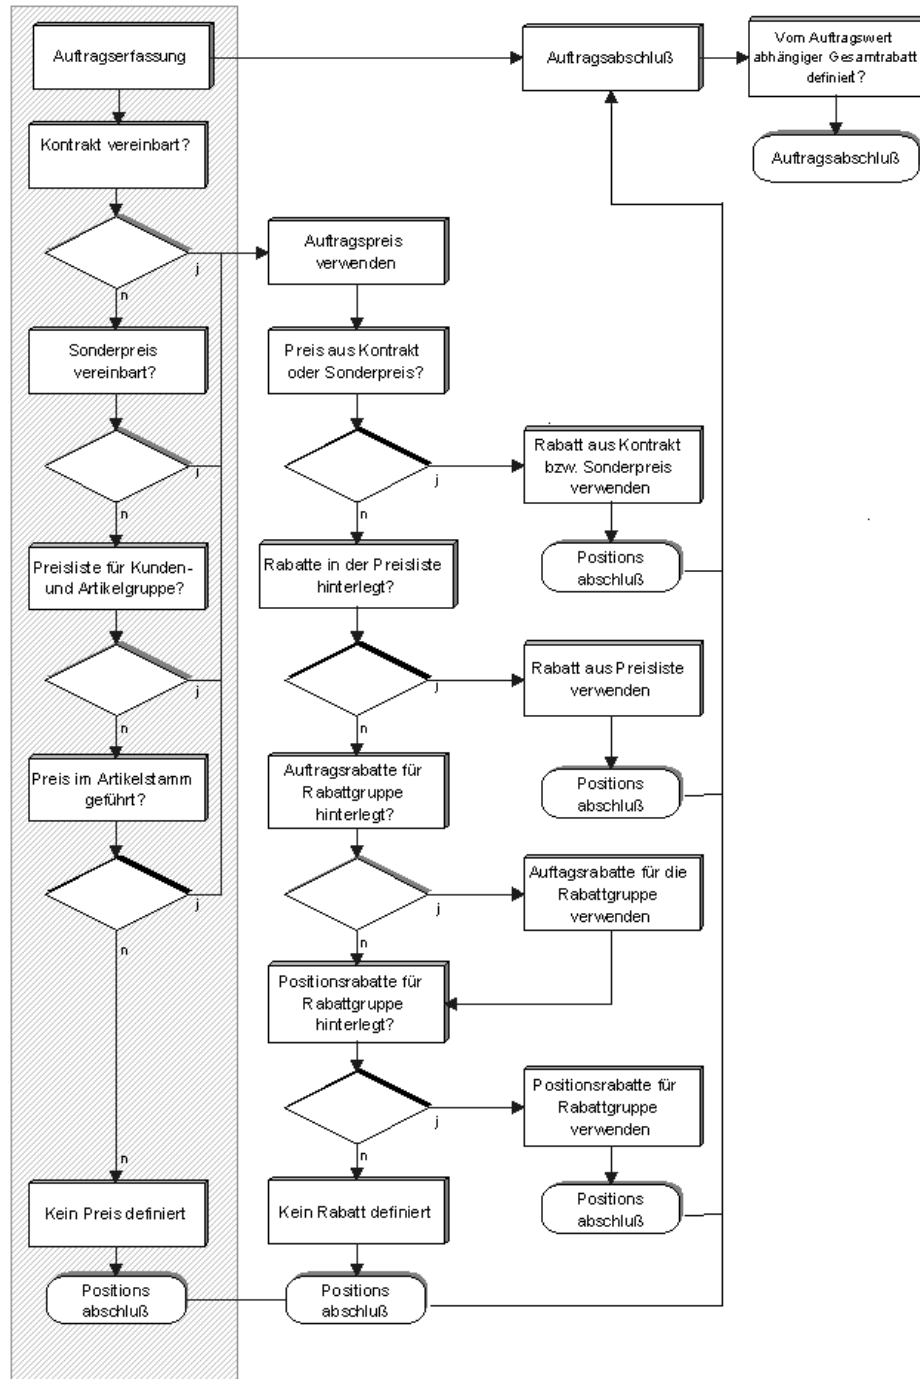 Auftragserfassung
Auftragsabschluß
Vom Auftragswert
abhängiger Gesamtrabatt
definiert?
Auftragsabschluß
Kontrakt vereinbart?
j
n
Auftragspreis
verwenden
Sonderpreis
vereinbart?
j
n
Preis aus Kontrakt
oder Sonderpreis?
j
n
Rabatt aus Kontrakt
bzw. Sonderpreis
verwenden
Positions
abschluß
Preisliste für Kunden-
und Artikelgruppe?
j
n
Rabatte in der Preisliste
hinterlegt?
j
n
Rabatt aus Preisliste
verwenden
Positions
abschluß
Preis im Artikelstamm
geführt?
j
n
Auftragsrabatte für
Rabattgruppe
hinterlegt?
j
n
Auftagsrabatte für die
Rabattgruppe
verwenden
Positionsrabatte für
Rabattgruppe
hinterlegt?
j
n
Positionsrabatte für
Rabattgruppe
verwenden
Positions
abschluß
n
Kein Preis definiert
Kein Rabatt definiert
Positions
abschluß
Positions
abschluß